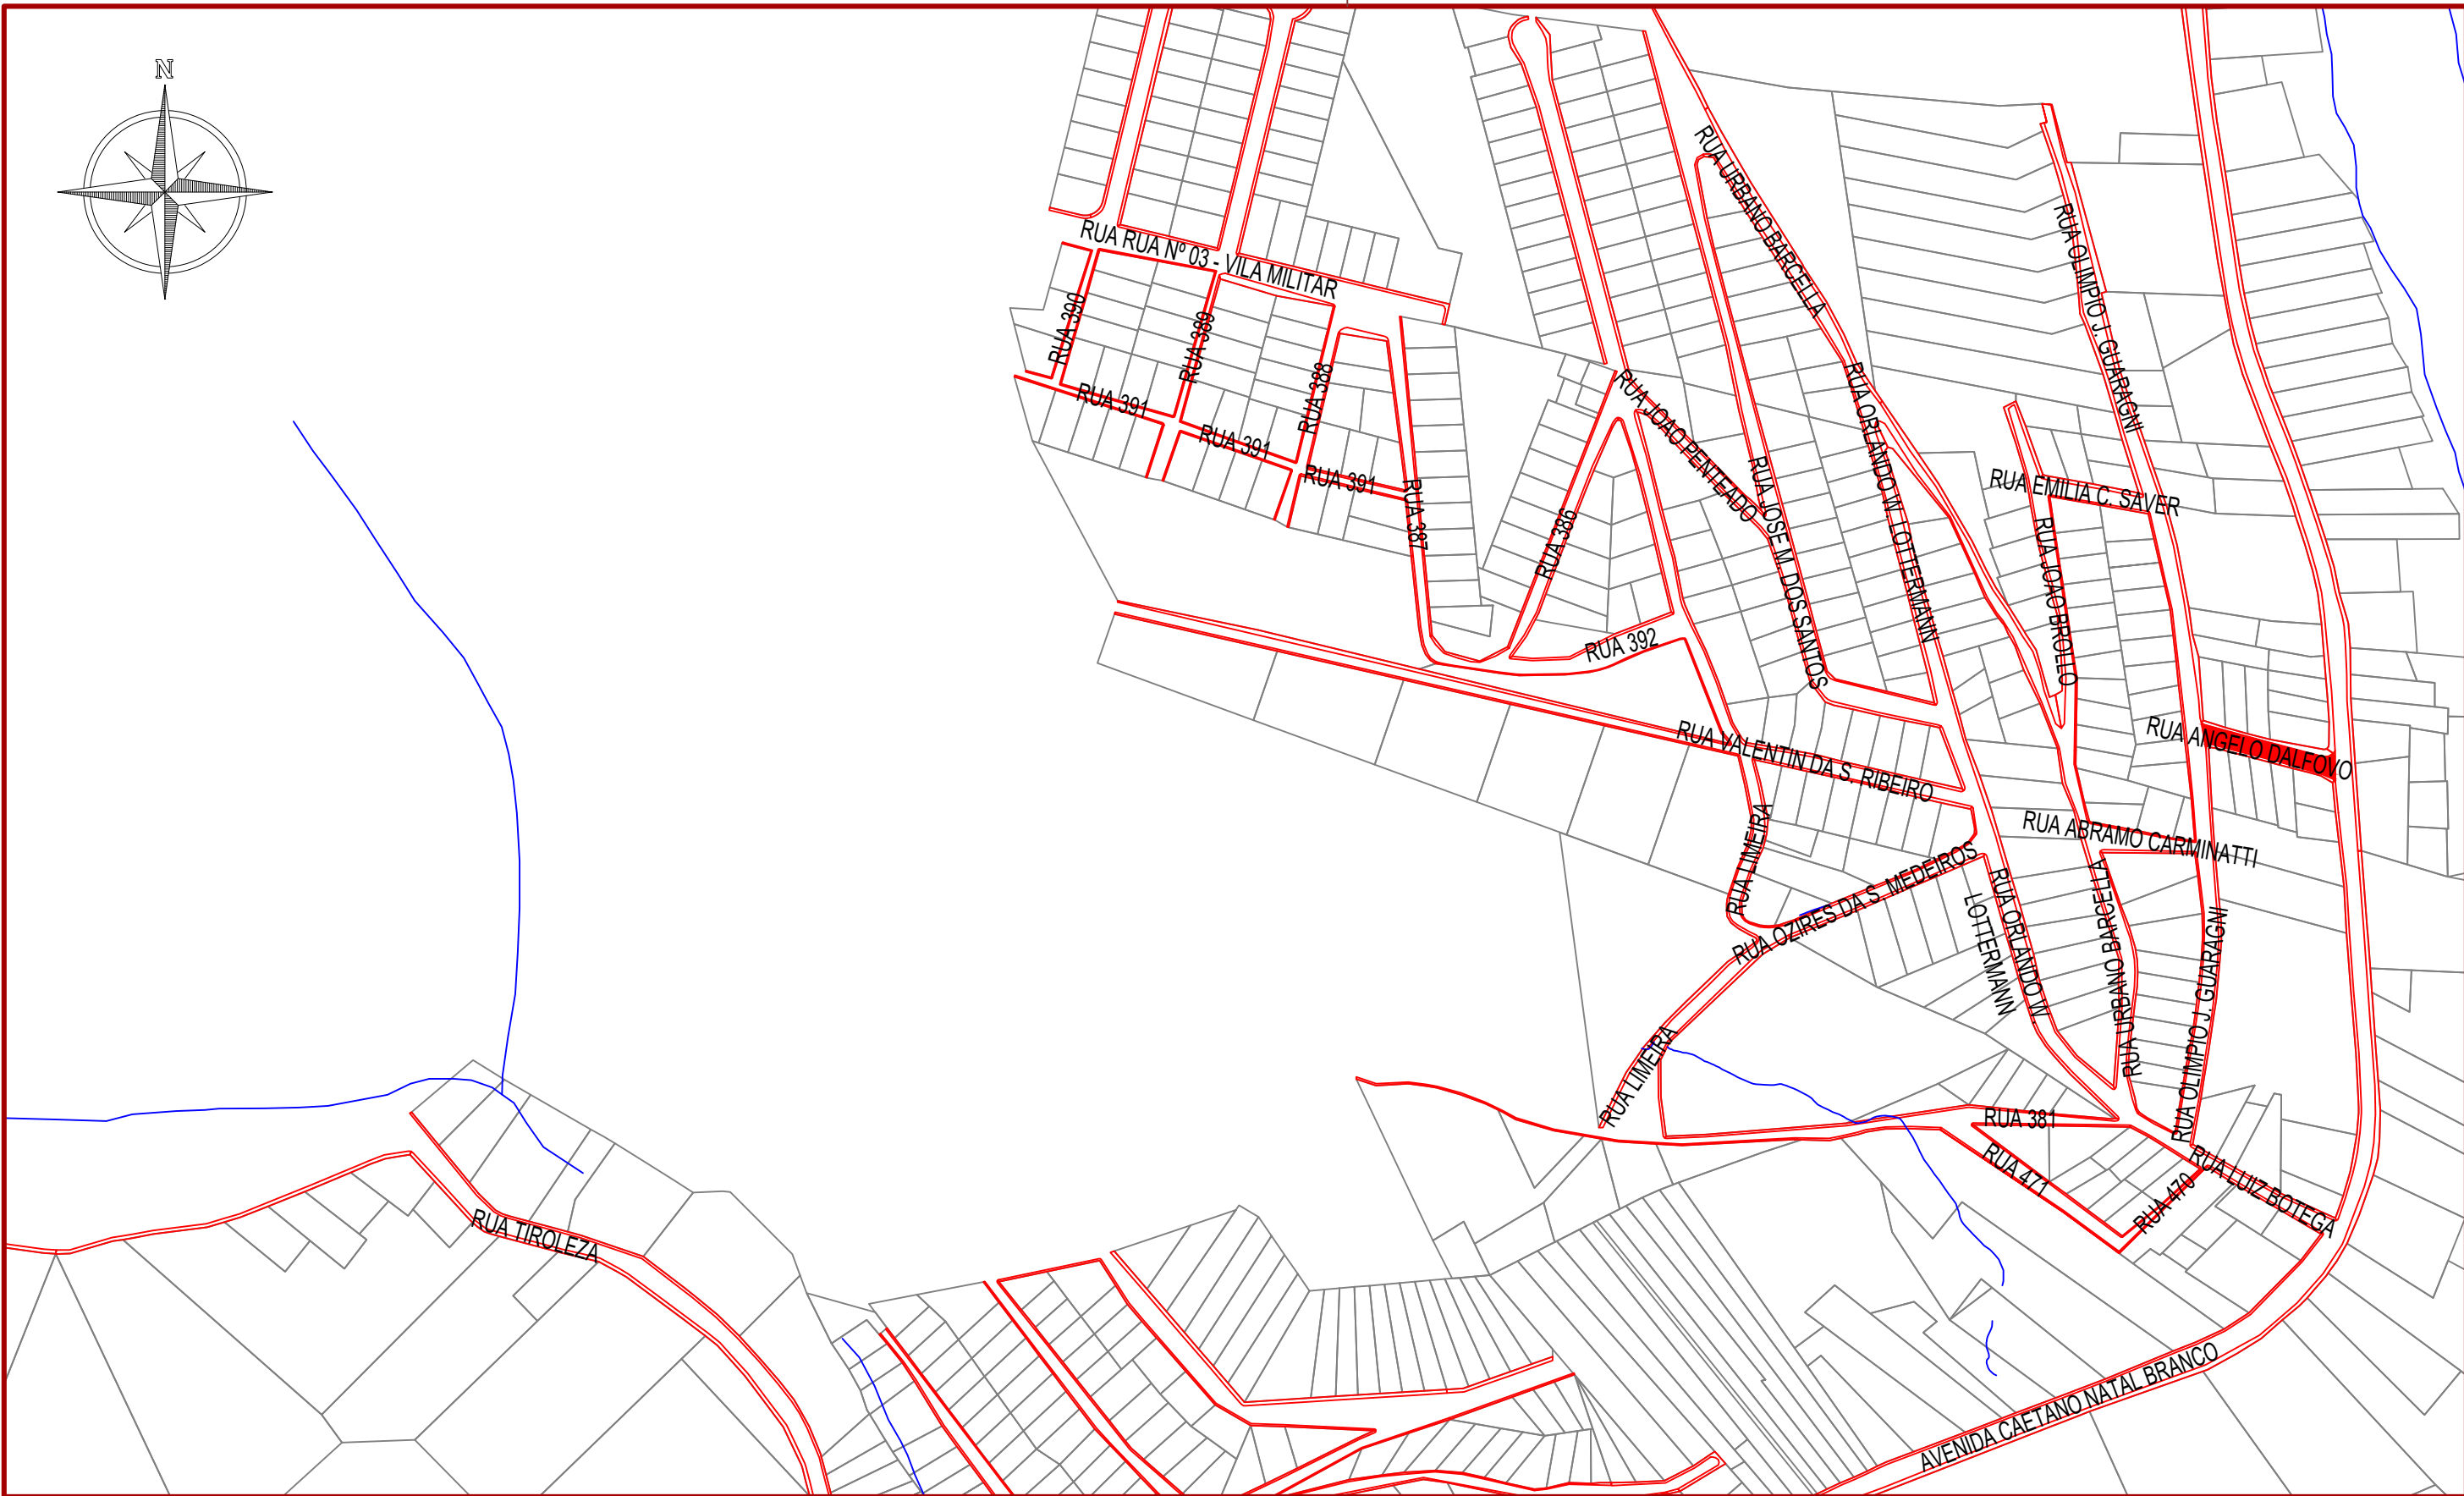 N
RUA URBANO BARCELLA
RUA OLIMPIO J. GUARAGNI
RUA RUA Nº 03 - VILA MILITAR
RUA 390
RUA 389
RUA 388
RUA 391
RUA 391
RUA 391
RUA 387
RUA 386
RUA JOAO PENTEADO
RUA JOSE M. DOS SANTOS
RUA ORLANDO W. LOTTERMANN
RUA EMILIA C. SAVER
RUA JOAO BROLLO
RUA 392
RUA VALENTIN DA S. RIBEIRO
RUA ANGELO DALFOVO
RUA LIMEIRA
RUA ABRAMO CARMINATTI
RUA OZIRES DA S. MEDEIROS
RUA ORLANDO W.
LOTTERMANN
RUA URBANO BARCELLA
RUA OLIMPIO J. GUARAGNI
RUA LIMEIRA
RUA 381
RUA 471
RUA 470
RUA LUIZ BOTEGA
RUA TIROLEZA
AVENIDA CAETANO NATAL BRANCO